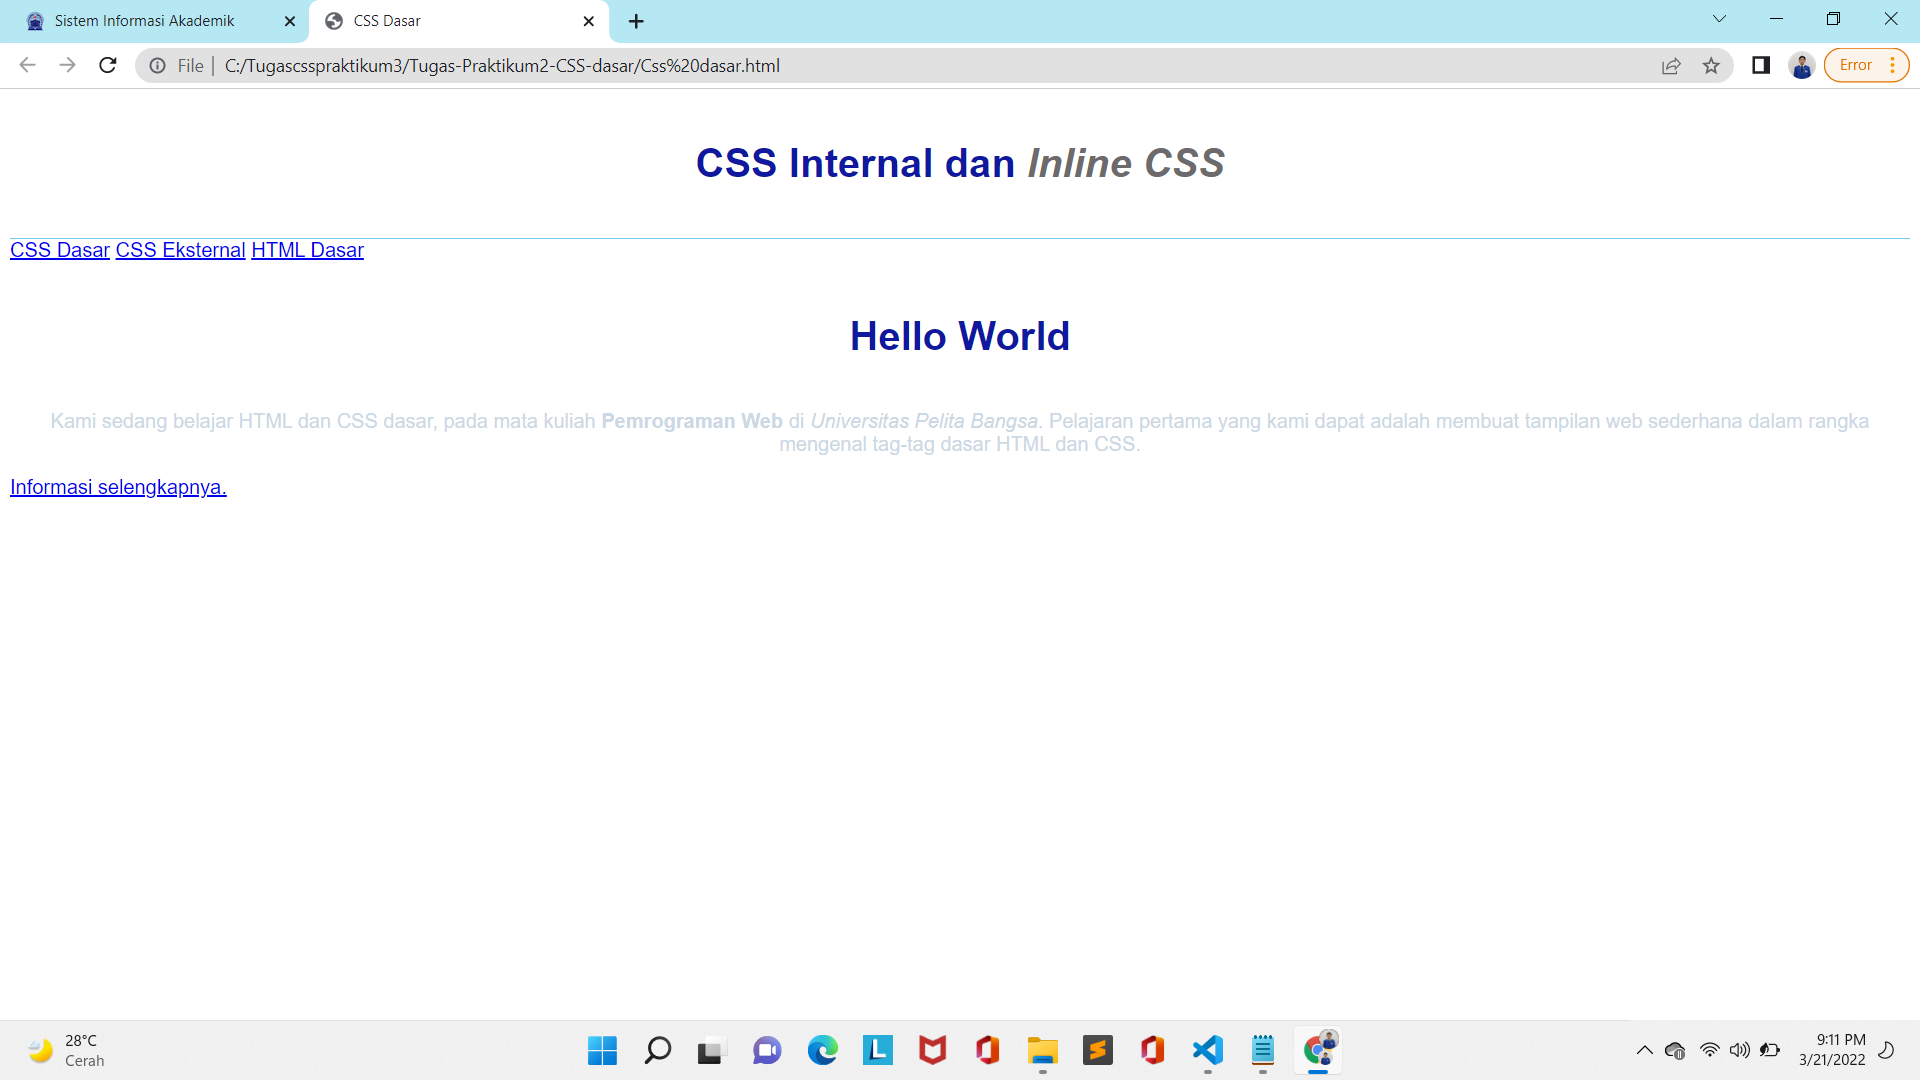 Sistem Informasi Akademik
CSS Dasar
File
C:/Tugascsspraktikum3/Tugas-Praktikum2-CSS-dasar/Css%20dasar.html
Error
CSS Internal dan Inline CSS
CSS Dasar CSS Eksternal HTML Dasar
Hello World
Kami sedang belajar HTML dan CSS dasar, pada mata kuliah Pemrograman Web di Universitas Pelita Bangsa. Pelajaran pertama yang kami dapat adalah membuat tampilan web sederhana dalam rangka
mengenal tag-tag dasar HTML dan CSS.
Informasi selengkapnya.
28°C
Cerah
9:11 PM
3/21/2022